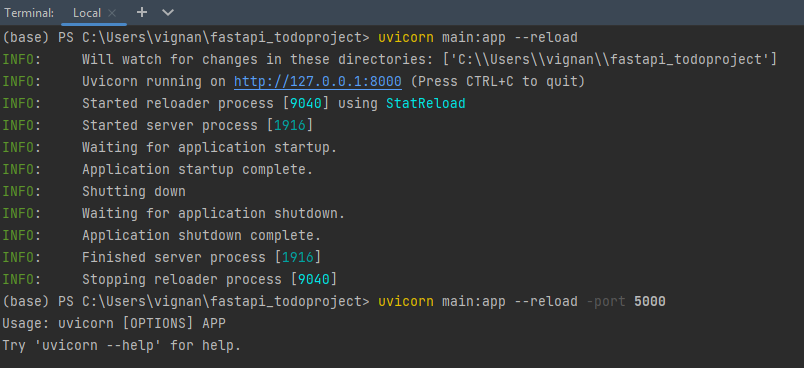 Terminal: Local × + ⌄
(base) PS C:\Users\vignan\fastapi_todoproject> uvicorn main:app --reload
INFO: Will watch for changes in these directories: ['C:\\Users\\vignan\\fastapi_todoproject']
INFO: Uvicorn running on http://127.0.0.1:8000 (Press CTRL+C to quit)
INFO: Started reloader process [9040] using StatReload
INFO: Started server process [1916]
INFO: Waiting for application startup.
INFO: Application startup complete.
INFO: Shutting down
INFO: Waiting for application shutdown.
INFO: Application shutdown complete.
INFO: Finished server process [1916]
INFO: Stopping reloader process [9040]
(base) PS C:\Users\vignan\fastapi_todoproject> uvicorn main:app --reload -port 5000
Usage: uvicorn [OPTIONS] APP
Try 'uvicorn --help' for help.